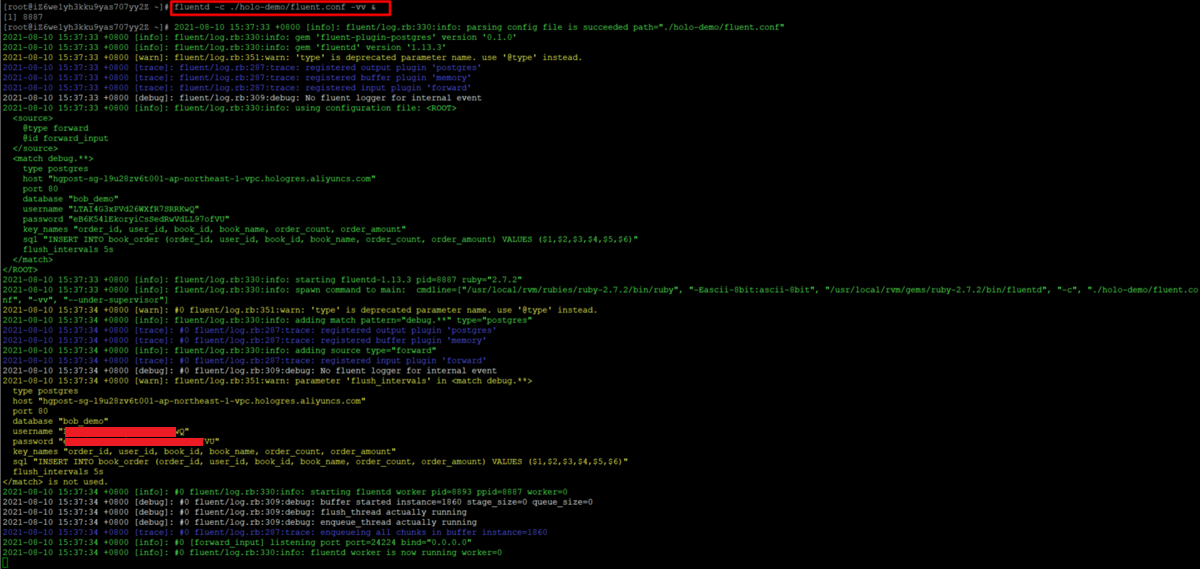 [root@iZ6we1yh3kku9yas707yy2Z ~]# fluentd -c ./holo-demo/fluent.conf -vv &
[1] 8887
[root@iZ6we1yh3kku9yas707yy2Z ~]# 2021-08-10 15:37:33 +0800 [info]: fluent/log.rb:330:info: parsing config file is succeeded path="./holo-demo/fluent.conf"
2021-08-10 15:37:33 +0800 [info]: fluent/log.rb:330:info: gem 'fluent-plugin-postgres' version '0.1.0'
2021-08-10 15:37:33 +0800 [info]: fluent/log.rb:330:info: gem 'fluentd' version '1.13.3'
2021-08-10 15:37:33 +0800 [warn]: fluent/log.rb:351:warn: 'type' is deprecated parameter name. use '@type' instead.
2021-08-10 15:37:33 +0800 [trace]: fluent/log.rb:287:trace: registered output plugin 'postgres'
2021-08-10 15:37:33 +0800 [trace]: fluent/log.rb:287:trace: registered buffer plugin 'memory'
2021-08-10 15:37:33 +0800 [trace]: fluent/log.rb:287:trace: registered input plugin 'forward'
2021-08-10 15:37:33 +0800 [debug]: fluent/log.rb:309:debug: No fluent logger for internal event
2021-08-10 15:37:33 +0800 [info]: fluent/log.rb:330:info: using configuration file: <ROOT>
<source>
@type forward
@id forward_input
</source>
<match debug.**>
type postgres
host "hgpost-sg-l9u28zv6t001-ap-northeast-1-vpc.hologres.aliyuncs.com"
port 80
database "bob_demo"
username "LTAI4G3xPVd26WXfR7SRRKwQ"
password "eB6K54lEkoryiCsSedRwVdLL97ofVU"
key_names "order_id, user_id, book_id, book_name, order_count, order_amount"
sql "INSERT INTO book_order (order_id, user_id, book_id, book_name, order_count, order_amount) VALUES ($1,$2,$3,$4,$5,$6)"
flush_intervals 5s
</match>
</ROOT>
2021-08-10 15:37:33 +0800 [info]: fluent/log.rb:330:info: starting fluentd-1.13.3 pid=8887 ruby="2.7.2"
2021-08-10 15:37:33 +0800 [info]: fluent/log.rb:330:info: spawn command to main:  cmdline=["/usr/local/rvm/rubies/ruby-2.7.2/bin/ruby", "-Eascii-8bit:ascii-8bit", "/usr/local/rvm/gems/ruby-2.7.2/bin/fluentd", "-c", "./holo-demo/fluent.co
nf", "-vv", "--under-supervisor"]
2021-08-10 15:37:34 +0800 [warn]: #0 fluent/log.rb:351:warn: 'type' is deprecated parameter name. use '@type' instead.
2021-08-10 15:37:34 +0800 [info]: fluent/log.rb:330:info: adding match pattern="debug.**" type="postgres"
2021-08-10 15:37:34 +0800 [trace]: #0 fluent/log.rb:287:trace: registered output plugin 'postgres'
2021-08-10 15:37:34 +0800 [trace]: #0 fluent/log.rb:287:trace: registered buffer plugin 'memory'
2021-08-10 15:37:34 +0800 [info]: fluent/log.rb:330:info: adding source type="forward"
2021-08-10 15:37:34 +0800 [trace]: #0 fluent/log.rb:287:trace: registered input plugin 'forward'
2021-08-10 15:37:34 +0800 [debug]: #0 fluent/log.rb:309:debug: No fluent logger for internal event
2021-08-10 15:37:34 +0800 [warn]: fluent/log.rb:351:warn: parameter 'flush_intervals' in <match debug.**>
type postgres
host "hgpost-sg-l9u28zv6t001-ap-northeast-1-vpc.hologres.aliyuncs.com"
port 80
database "bob_demo"
username "wQ"
password "VU"
key_names "order_id, user_id, book_id, book_name, order_count, order_amount"
sql "INSERT INTO book_order (order_id, user_id, book_id, book_name, order_count, order_amount) VALUES ($1,$2,$3,$4,$5,$6)"
flush_intervals 5s
</match> is not used.
2021-08-10 15:37:34 +0800 [info]: #0 fluent/log.rb:330:info: starting fluentd worker pid=8893 ppid=8887 worker=0
2021-08-10 15:37:34 +0800 [debug]: #0 fluent/log.rb:309:debug: buffer started instance=1860 stage_size=0 queue_size=0
2021-08-10 15:37:34 +0800 [debug]: #0 fluent/log.rb:309:debug: flush_thread actually running
2021-08-10 15:37:34 +0800 [debug]: #0 fluent/log.rb:309:debug: enqueue_thread actually running
2021-08-10 15:37:34 +0800 [trace]: #0 fluent/log.rb:287:trace: enqueueing all chunks in buffer instance=1860
2021-08-10 15:37:34 +0800 [info]: #0 [forward_input] listening port port=24224 bind="0.0.0.0"
2021-08-10 15:37:34 +0800 [info]: #0 fluent/log.rb:330:info: fluentd worker is now running worker=0